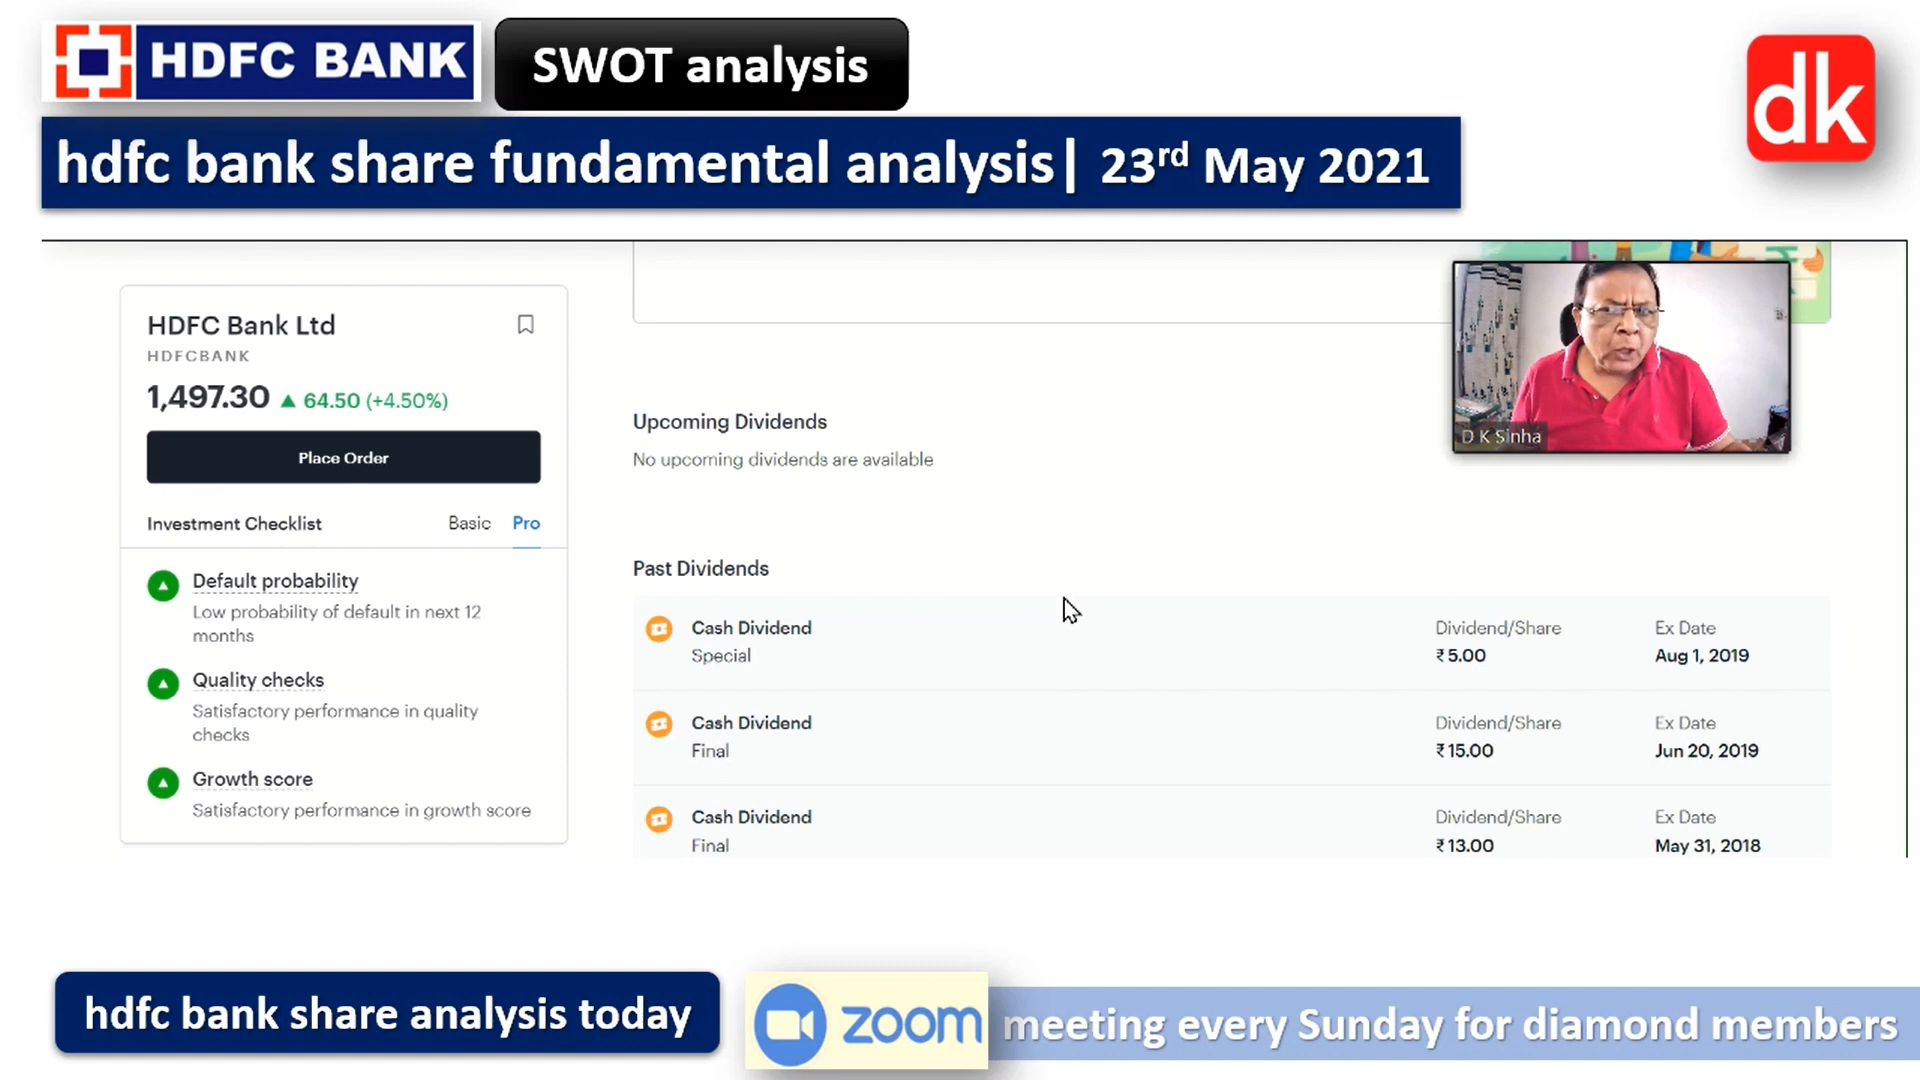 HDFC BANK
SWOT analysis
dk
hdfc bank share fundamental analysis| 23rd May 2021
HDFC Bank Ltd
HDFCBANK
1,497.30 ▲ 64.50 (+4.50%)
Place Order
Investment Checklist Basic Pro
Default probability
Low probability of default in next 12
months
Quality checks
Satisfactory performance in quality
checks
Growth score
Satisfactory performance in growth score
D K Sinha
Upcoming Dividends
No upcoming dividends are available
Past Dividends
Cash Dividend Dividend/Share Ex Date
Special ₹5.00 Aug 1, 2019
Cash Dividend Dividend/Share Ex Date
Final ₹15.00 Jun 20, 2019
Cash Dividend Dividend/Share Ex Date
Final ₹13.00 May 31, 2018
hdfc bank share analysis today
zoom meeting every Sunday for diamond members